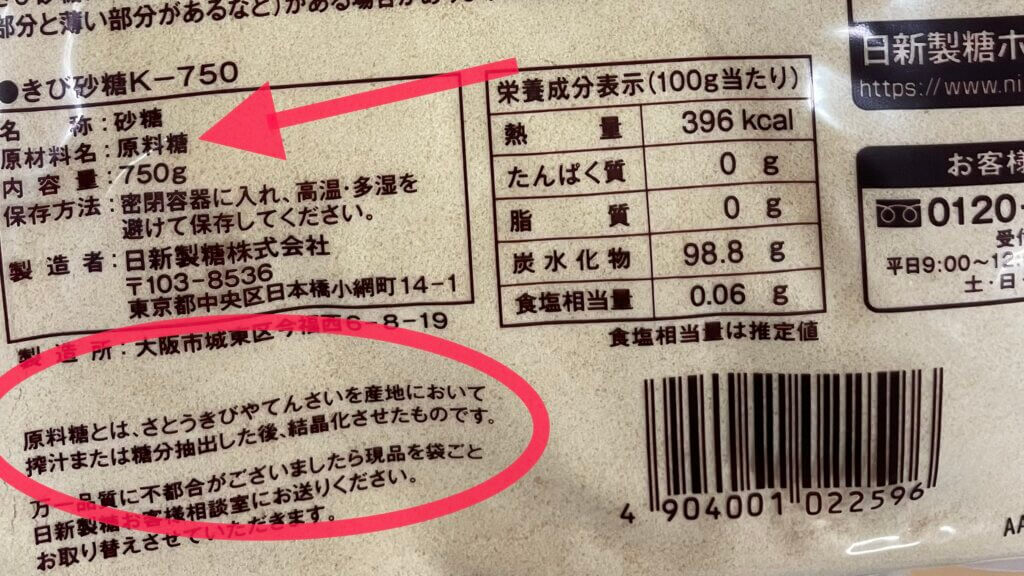 部分と薄い部分があるなど)がある場合があり
●きび砂糖K-750
名称:砂糖
原材料名:原料糖
内容量:750g
保存方法:密閉容器に入れ、高温・多湿を
避けて保存してください。
製造者:日新製糖株式会社
〒103-8536
東京都中央区日本橋小網町14-1
製造所:大阪市城東区今福西6-8-19
原料糖とは、さとうきびやてんさいを産地において
搾汁または糖分抽出した後、結晶化させたものです。
万一品質に不都合がございましたら現品を袋ごと
日新製糖お客様相談室にお送りください。
お取り替えさせていただきます。
栄養成分表示(100g当たり)
熱量 396 kcal
たんぱく質 0 g
脂質 0 g
炭水化物 98.8 g
食塩相当量 0.06 g
食塩相当量は推定値
4 904001 022596
日新製糖ホ
https://www.ni
お客様
0120-
受付
平日9:00~12:
土・日
AA